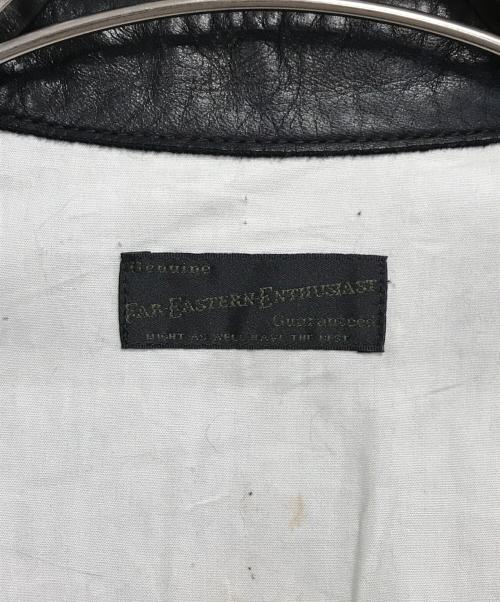 Genuine
FAR·EASTERN·ENTHUSIAST
Guaranteed
MIGHT AS WELL HAVE THE BEST